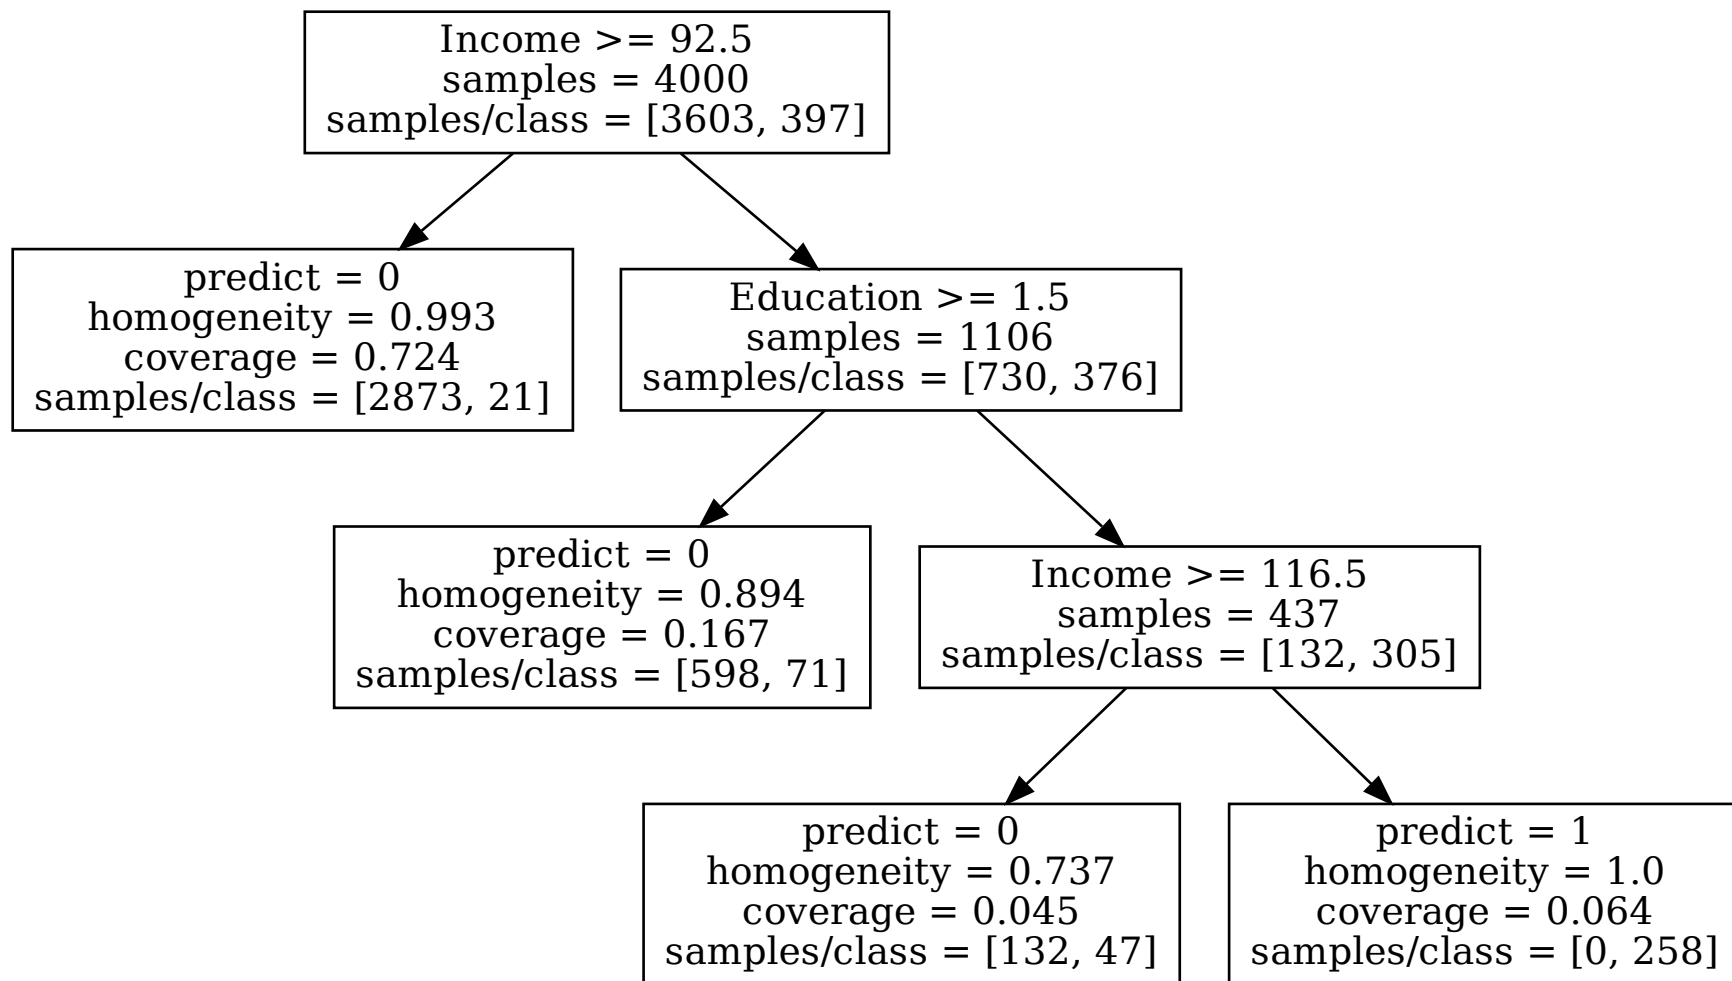 Income >= 92.5
samples = 4000
samples/class = [3603, 397]
predict = 0
homogeneity = 0.993
coverage = 0.724
samples/class = [2873, 21]
Education >= 1.5
samples = 1106
samples/class = [730, 376]
predict = 0
homogeneity = 0.894
coverage = 0.167
samples/class = [598, 71]
Income >= 116.5
samples = 437
samples/class = [132, 305]
predict = 0
homogeneity = 0.737
coverage = 0.045
samples/class = [132, 47]
predict = 1
homogeneity = 1.0
coverage = 0.064
samples/class = [0, 258]